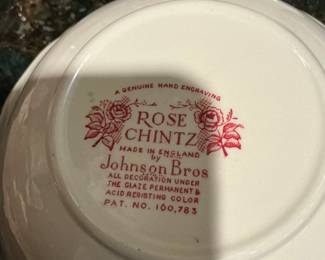 A GENUINE HAND ENGRAVING
ROSE
CHINTZ
MADE IN ENGLAND
by
Johnson Bros
ALL DECORATION UNDER
THE GLAZE PERMANENT &
ACID RESISTING COLOR
PAT. NO. 160,783